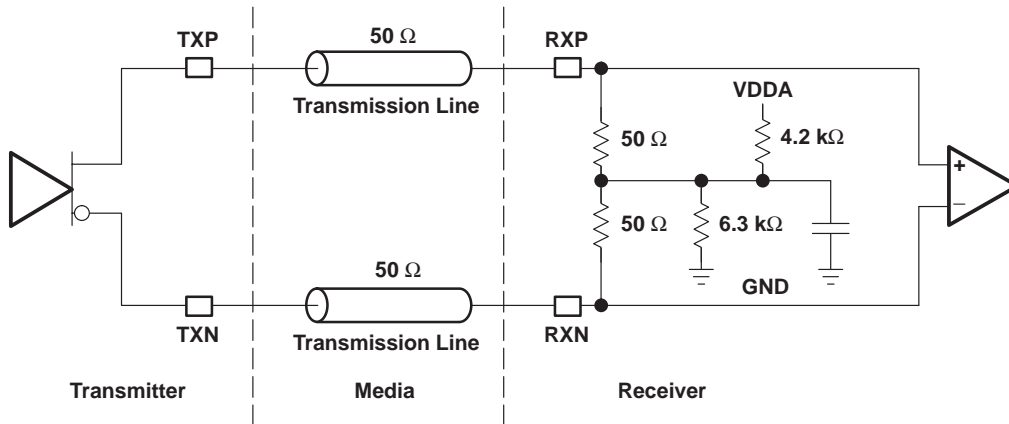 50 Ω
TXP
RXP
Transmission Line
VDDA
50 Ω
4.2 kΩ
+
−
50 Ω
6.3 kΩ
50 Ω
GND
TXN
Transmission Line
RXN
Transmitter
Media
Receiver